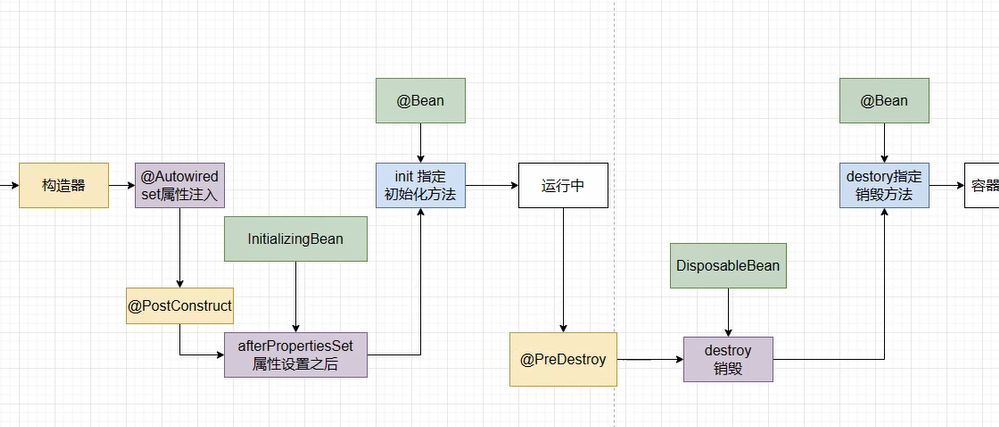 @Bean
@Bean
构造器
@Autowired
set属性注入
init 指定
初始化方法
运行中
destory指定
销毁方法
容器
InitializingBean
DisposableBean
@PostConstruct
afterPropertiesSet
属性设置之后
@PreDestroy
destroy
销毁